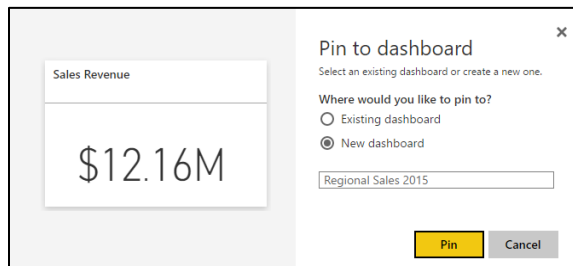 Sales Revenue
$12.16M
Pin to dashboard
Select an existing dashboard or create a new one.
Where would you like to pin to?
Existing dashboard
New dashboard
Regional Sales 2015
Pin
Cancel